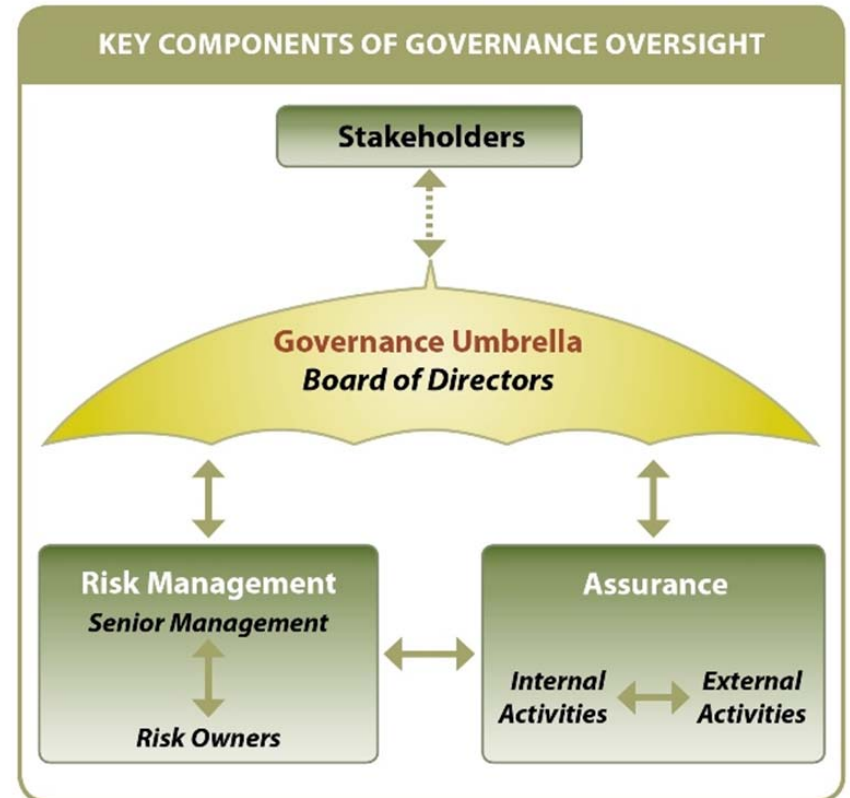 KEY COMPONENTS OF GOVERNANCE OVERSIGHT
Stakeholders
Governance Umbrella
Board of Directors
Risk Management
Senior Management
Risk Owners
Assurance
Internal
Activities
External
Activities